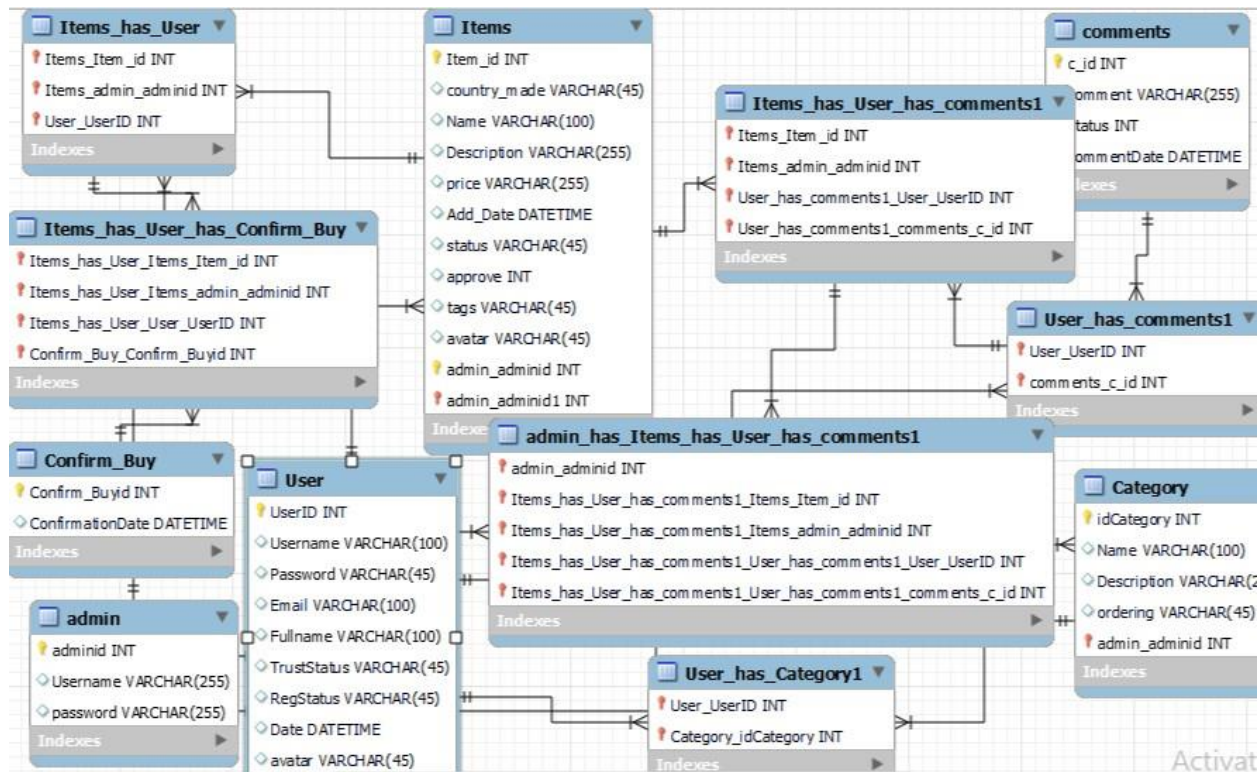 Items_has_User
Items_Item_id INT
Items_admin_adminid INT
User_UserID INT
Indexes
Items
Item_id INT
country_made VARCHAR(45)
Name VARCHAR(100)
Description VARCHAR(255)
price VARCHAR(255)
Add_Date DATETIME
status VARCHAR(45)
approve INT
tags VARCHAR(45)
avatar VARCHAR(45)
admin_adminid INT
admin_adminid1 INT
Indexe
comments
c_id INT
omment VARCHAR(255)
tatus INT
ommentDate DATETIME
lexes
Items_has_User_has_comments1
Items_Item_id INT
Items_admin_adminid INT
User_has_comments1_User_UserID INT
User_has_comments1_comments_c_id INT
Indexes
Items_has_User_has_Confirm_Buy
Items_has_User_Items_Item_id INT
Items_has_User_Items_admin_adminid INT
Items_has_User_User_UserID INT
Confirm_Buy_Confirm_Buyid INT
Indexes
User_has_comments1
User_UserID INT
comments_c_id INT
Indexes
admin_has_Items_has_User_has_comments1
admin_adminid INT
Items_has_User_has_comments1_Items_Item_id INT
Items_has_User_has_comments1_Items_admin_adminid INT
Items_has_User_has_comments1_User_has_comments1_User_UserID INT
Items_has_User_has_comments1_User_has_comments1_comments_c_id INT
Indexes
Confirm_Buy
Confirm_Buyid INT
ConfirmationDate DATETIME
Indexes
User
UserID INT
Username VARCHAR(100)
Password VARCHAR(45)
Email VARCHAR(100)
Fullname VARCHAR(100)
TrustStatus VARCHAR(45)
RegStatus VARCHAR(45)
Date DATETIME
avatar VARCHAR(45)
Category
idCategory INT
Name VARCHAR(100)
Description VARCHAR(2
ordering VARCHAR(45)
admin_adminid INT
Indexes
admin
adminid INT
Username VARCHAR(255)
password VARCHAR(255)
Indexes
User_has_Category1
User_UserID INT
Category_idCategory INT
Indexes
Activat